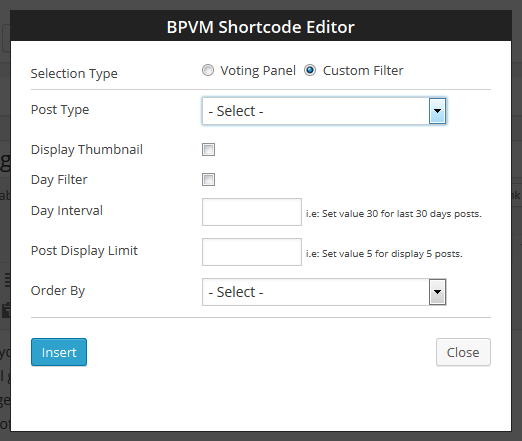 BPVM Shortcode Editor
Selection Type Voting Panel Custom Filter
Post Type - Select -
Display Thumbnail
Day Filter
Day Interval i.e: Set value 30 for last 30 days posts.
Post Display Limit i.e: Set value 5 for display 5 posts.
Order By - Select -
Insert Close